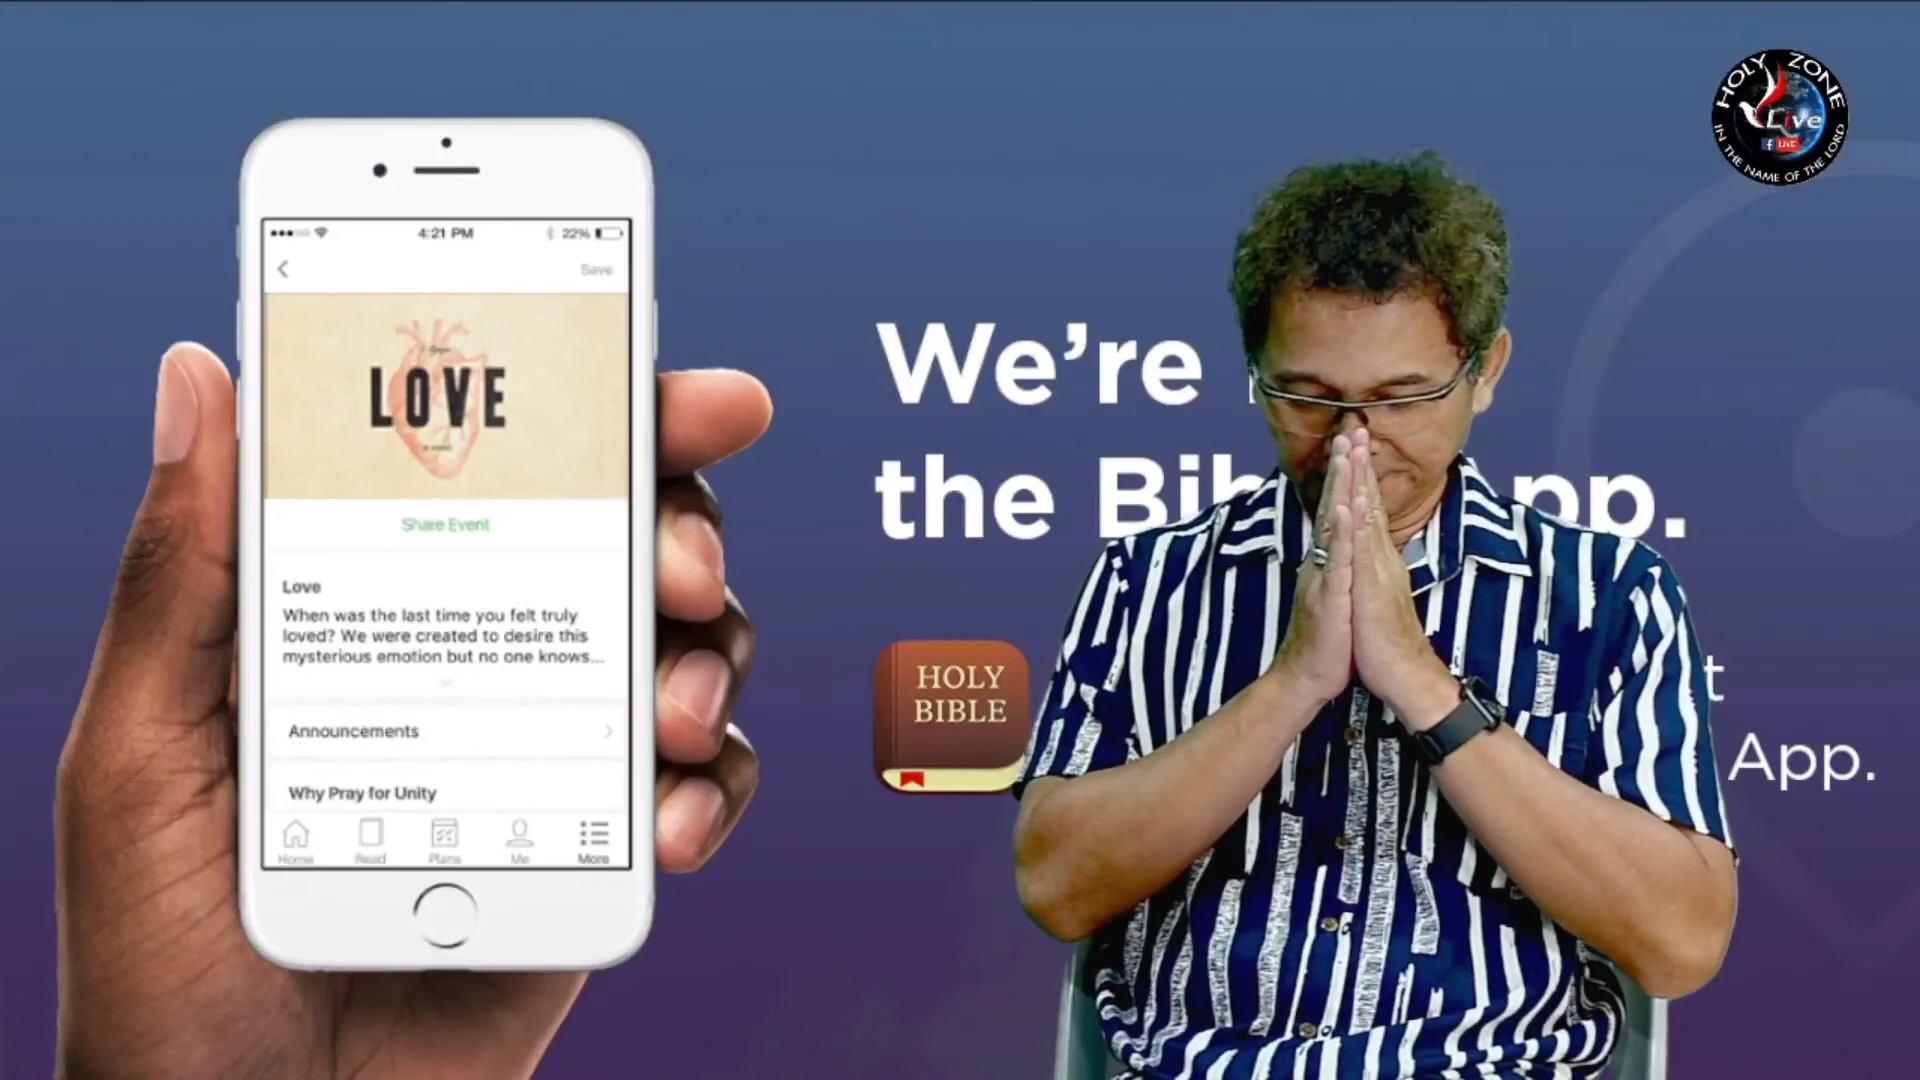 HOLY ZONE
Live
LIVE
IN THE NAME OF THE LORD
4:21 PM
22%
Save
LOVE
Share Event
Love
When was the last time you felt truly
loved? We were created to desire this
mysterious emotion but no one knows...
Announcements
Why Pray for Unity
Home Read Plans Me More
We're
the App.
HOLY
BIBLE
App.